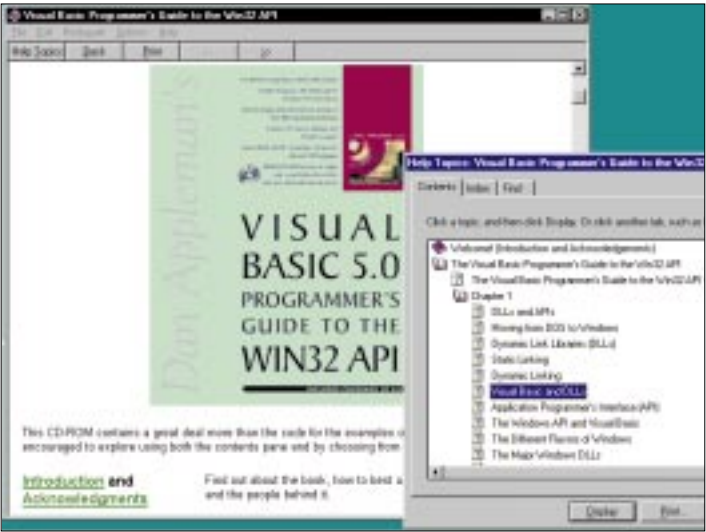 Visual Basic Programmer's Guide to the Win32 API
File Edit Bookmark Options Help
Help Topics Back Print << >>
Dan Appleman's
VISUAL
BASIC 5.0
PROGRAMMER'S
GUIDE TO THE
WIN32 API
This CD-ROM contains a great deal more than the code for the examples
encouraged to explore using both the contents pane and by choosing from
Introduction and
Acknowledgments
Find out about the book, how to best
and the people behind it.
Help Topics: Visual Basic Programmer's Guide to the Win32
Contents Index Find
Click a topic, and then click Display. Or click another tab, such as
Welcome! (Introduction and Acknowledgements)
The Visual Basic Programmer's Guide to the Win32 API
The Visual Basic Programmer's Guide to the Win32 API
Chapter 1
DLLs and APIs
Moving from DOS to Windows
Dynamic Link Libraries (DLLs)
Static Linking
Dynamic Linking
Visual Basic and DLLs
Application Programmer's Interface (API)
The Windows API and Visual Basic
The Different Flavors of Windows
The Major Windows DLLs
Display Print...